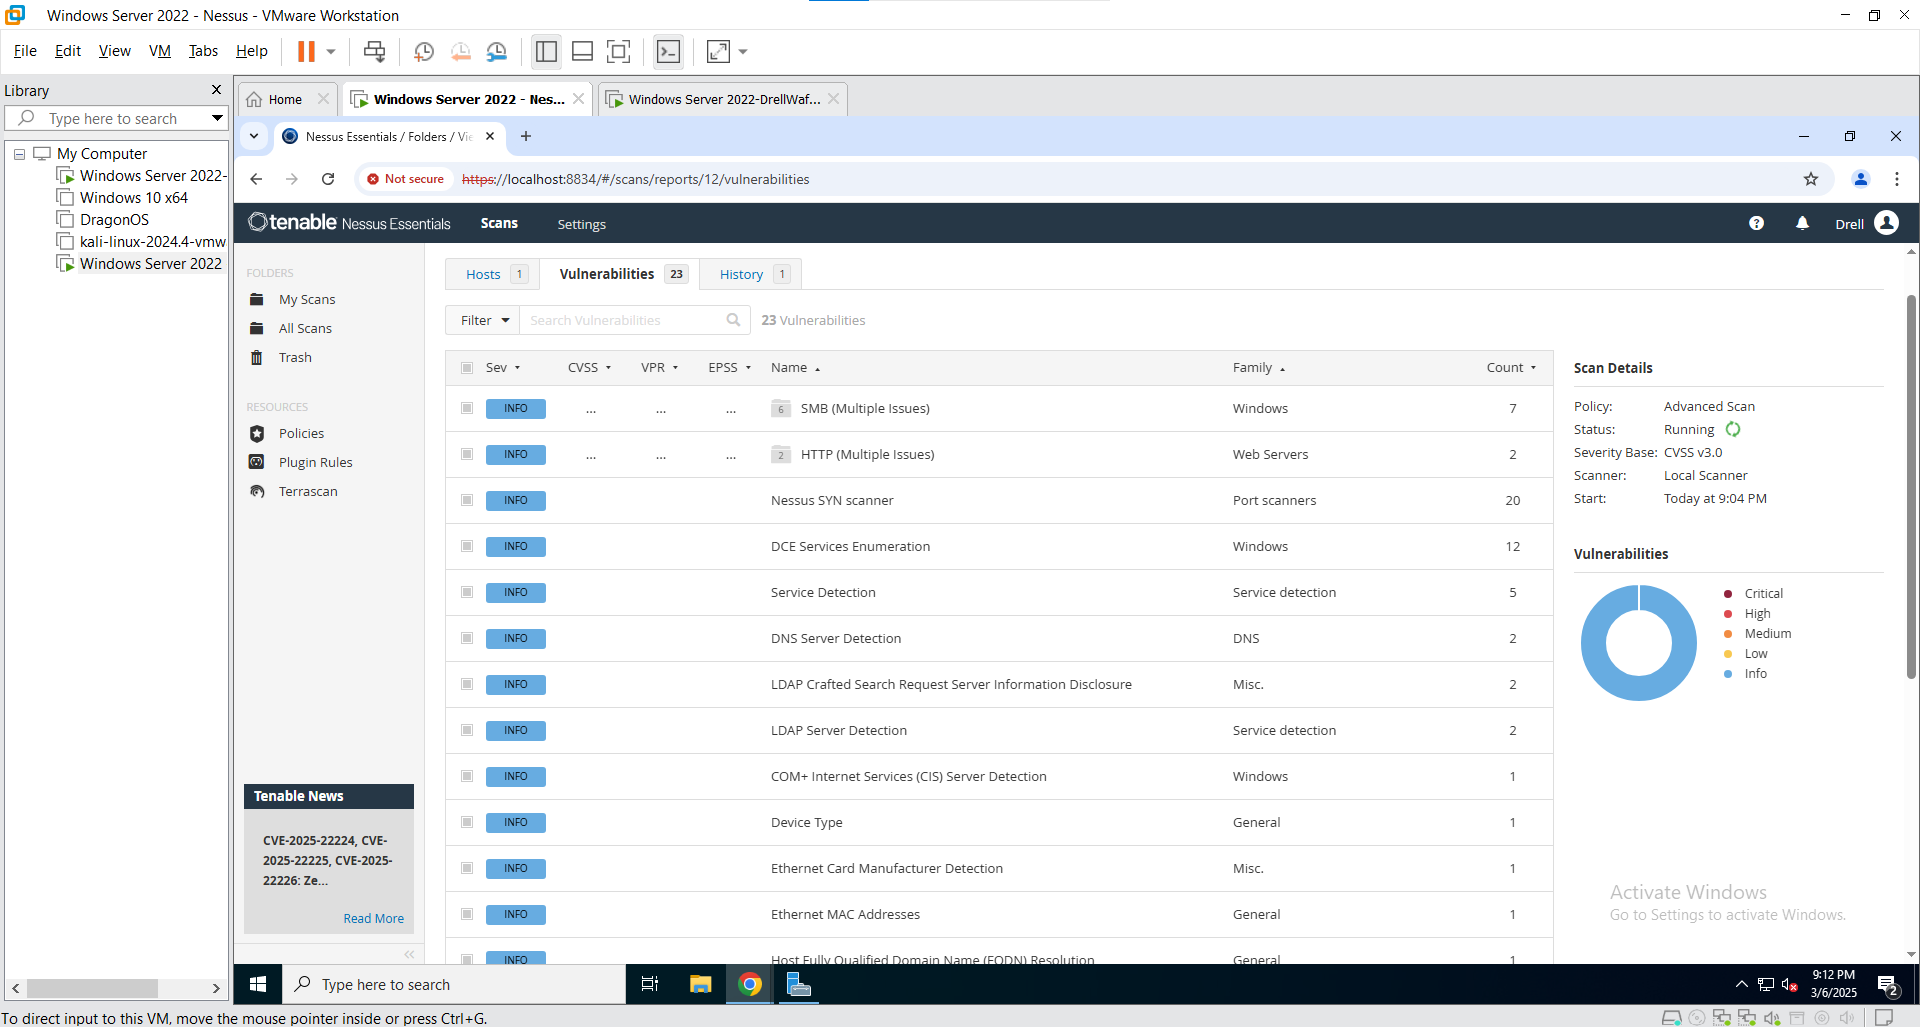 Windows Server 2022 - Nessus - VMware Workstation
File Edit View VM Tabs Help
Library
Type here to search
My Computer
Windows Server 2022-
Windows 10 x64
DragonOS
kali-linux-2024.4-vmw
Windows Server 2022
Home
Windows Server 2022 - Nes...
Windows Server 2022-DrellWaf...
Nessus Essentials / Folders / Vie
Not secure https://localhost:8834/#/scans/reports/12/vulnerabilities
tenable Nessus Essentials Scans Settings Drell
FOLDERS
My Scans
All Scans
Trash
RESOURCES
Policies
Plugin Rules
Terrascan
Tenable News
CVE-2025-22224, CVE-
2025-22225, CVE-2025-
22226: Ze...
Read More
Hosts 1 Vulnerabilities 23 History 1
Filter Search Vulnerabilities 23 Vulnerabilities
Sev CVSS VPR EPSS Name Family Count
INFO ... ... ... 6 SMB (Multiple Issues) Windows 7
INFO ... ... ... 2 HTTP (Multiple Issues) Web Servers 2
INFO Nessus SYN scanner Port scanners 20
INFO DCE Services Enumeration Windows 12
INFO Service Detection Service detection 5
INFO DNS Server Detection DNS 2
INFO LDAP Crafted Search Request Server Information Disclosure Misc. 2
INFO LDAP Server Detection Service detection 2
INFO COM+ Internet Services (CIS) Server Detection Windows 1
INFO Device Type General 1
INFO Ethernet Card Manufacturer Detection Misc. 1
INFO Ethernet MAC Addresses General 1
INFO Host Fully Qualified Domain Name (FQDN) Resolution General 1
Scan Details
Policy: Advanced Scan
Status: Running
Severity Base: CVSS v3.0
Scanner: Local Scanner
Start: Today at 9:04 PM
Vulnerabilities
Critical
High
Medium
Low
Info
Activate Windows
Go to Settings to activate Windows.
Type here to search
9:12 PM
3/6/2025
2
To direct input to this VM, move the mouse pointer inside or press Ctrl+G.